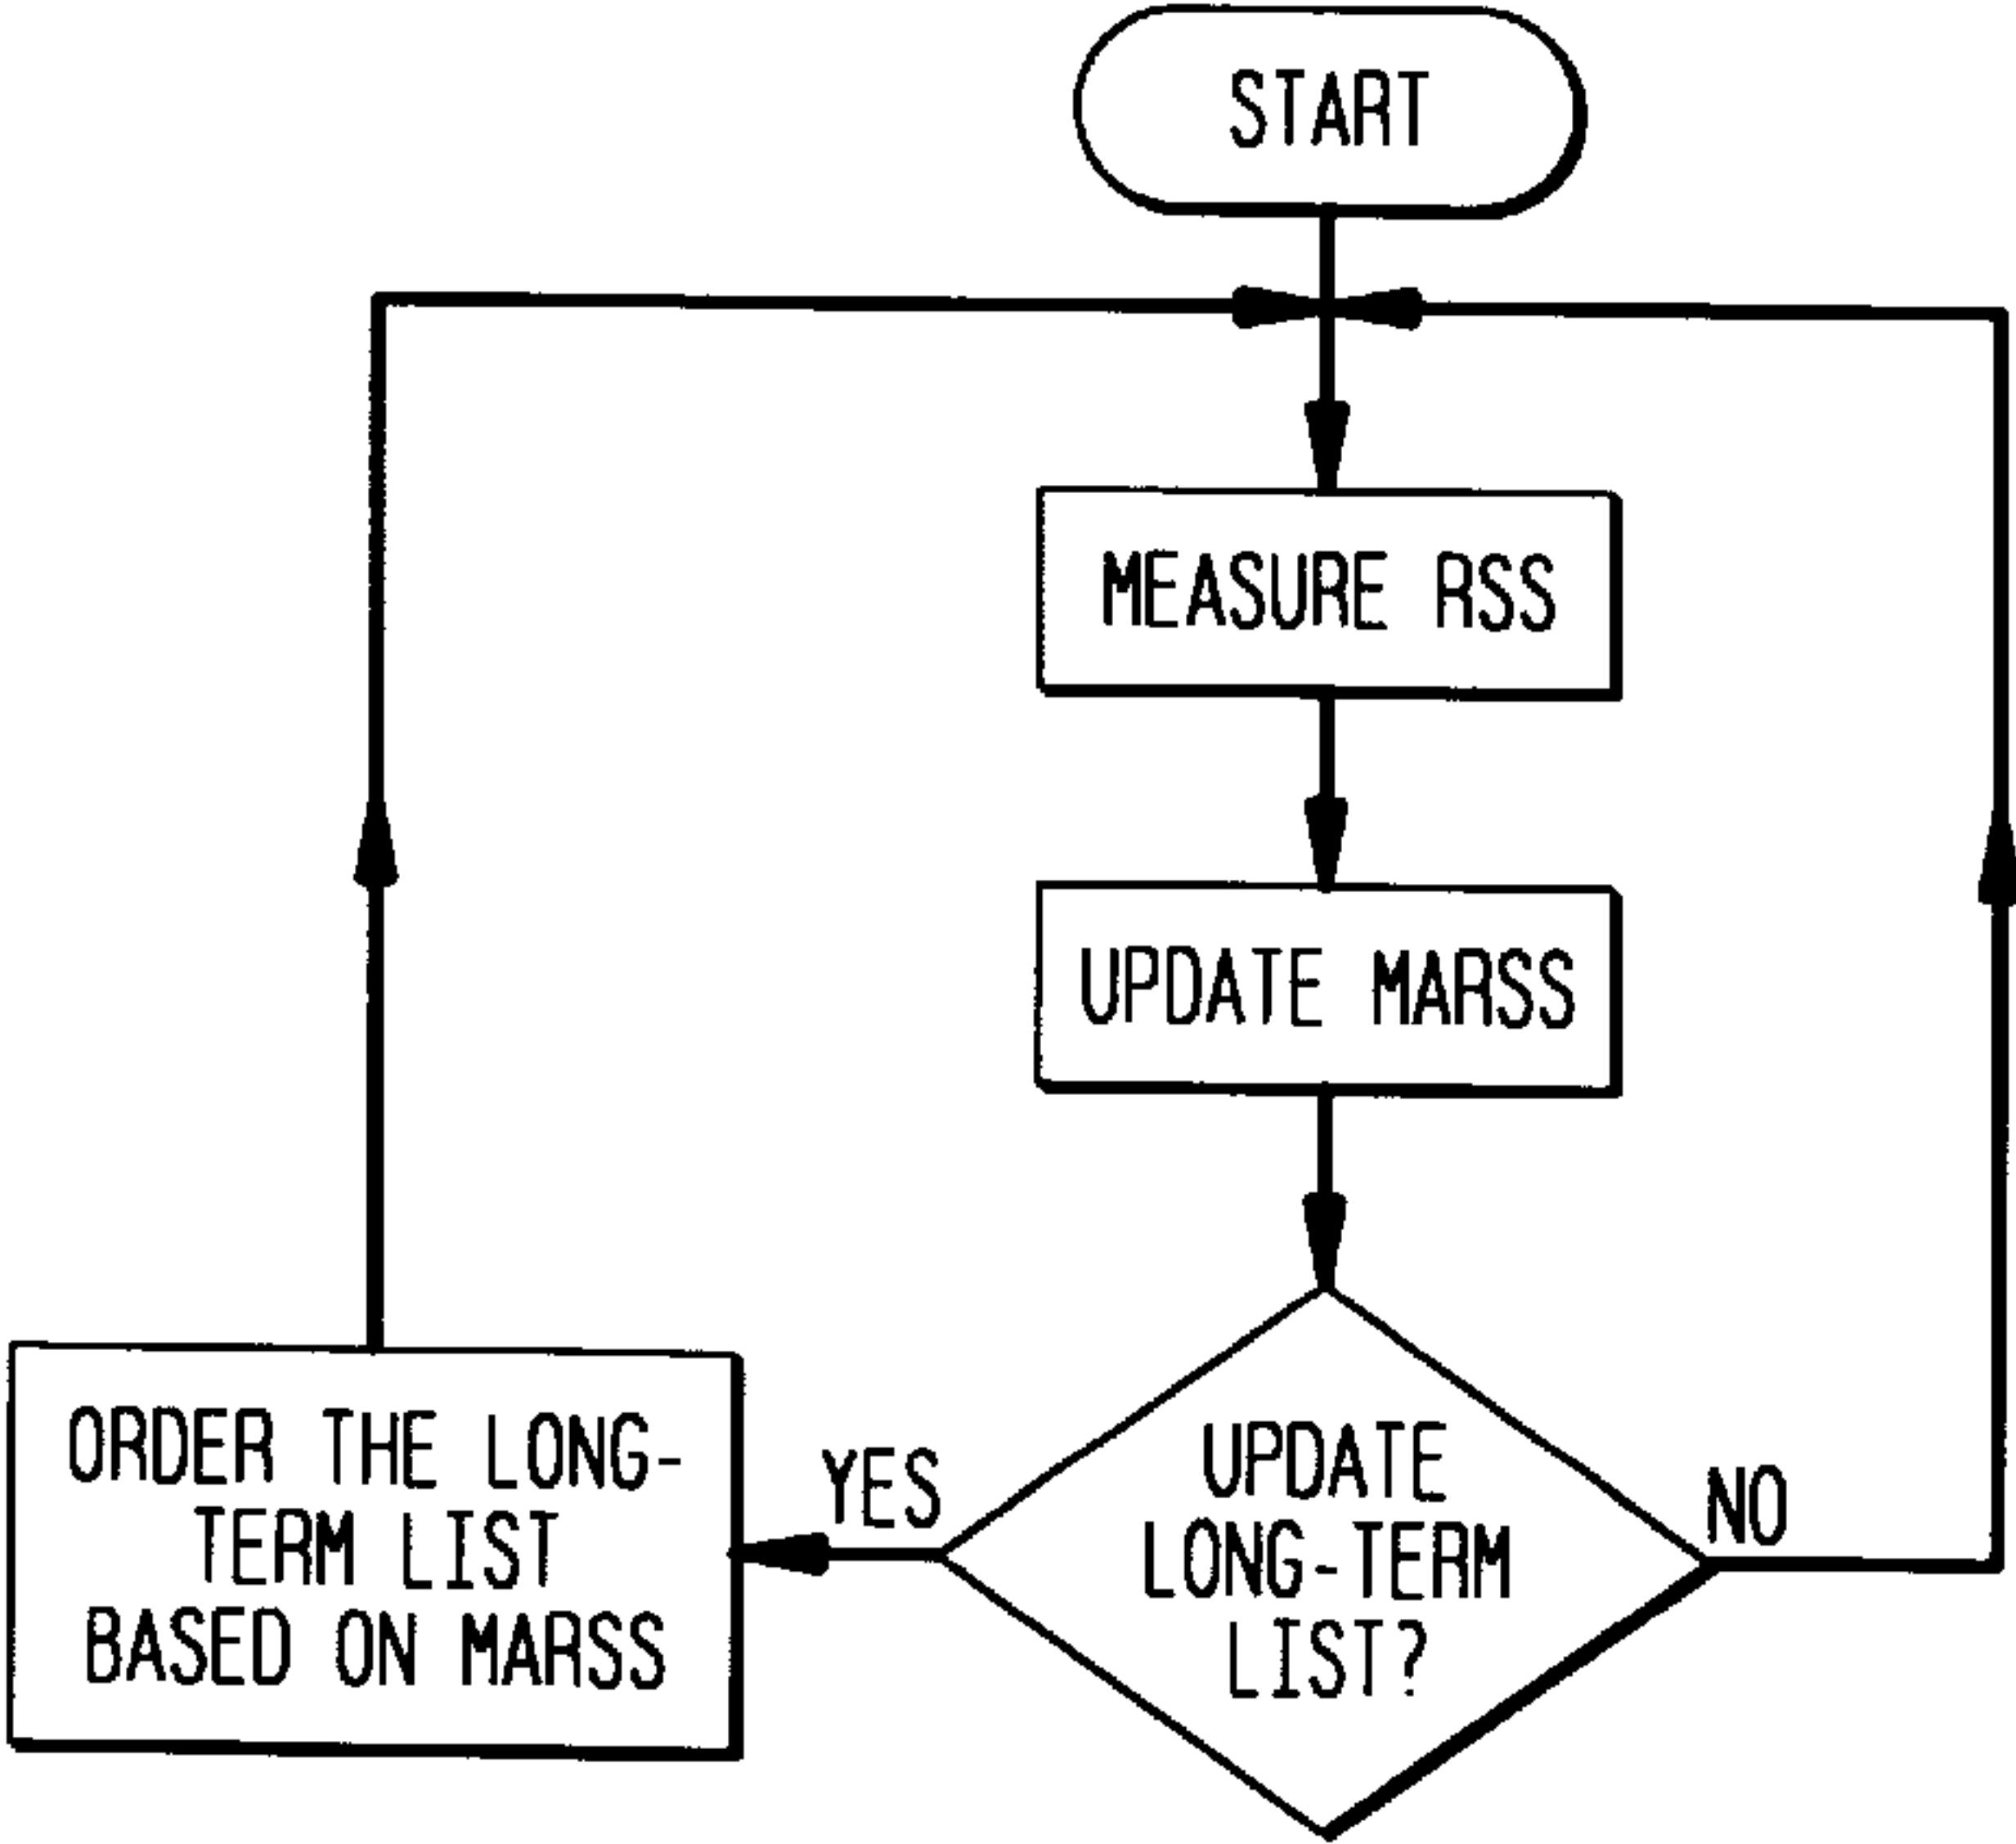 START
MEASURE RSS
UPDATE MARSS
UPDATE
LONG-TERM
LIST?
YES
NO
ORDER THE LONG-
TERM LIST
BASED ON MARSS